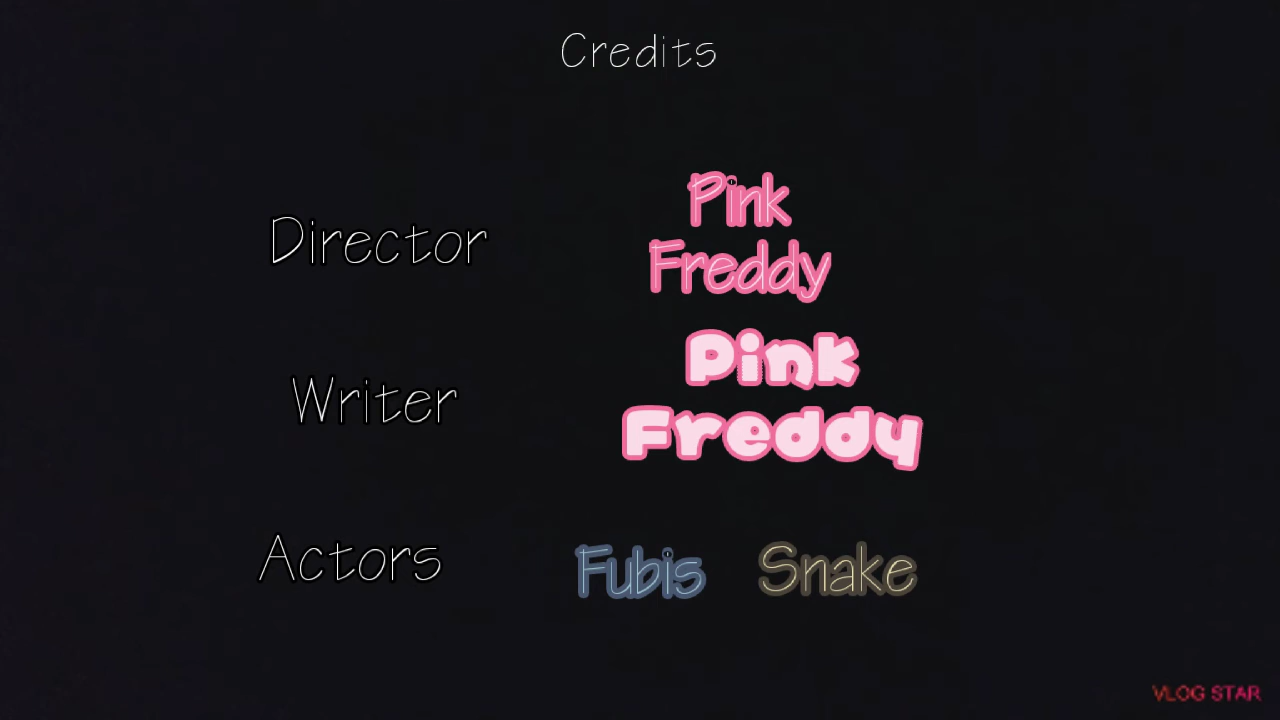 Credits
Director
Pink
Freddy
Writer
Pink
Freddy
Actors
Fubis Snake
VLOG STAR